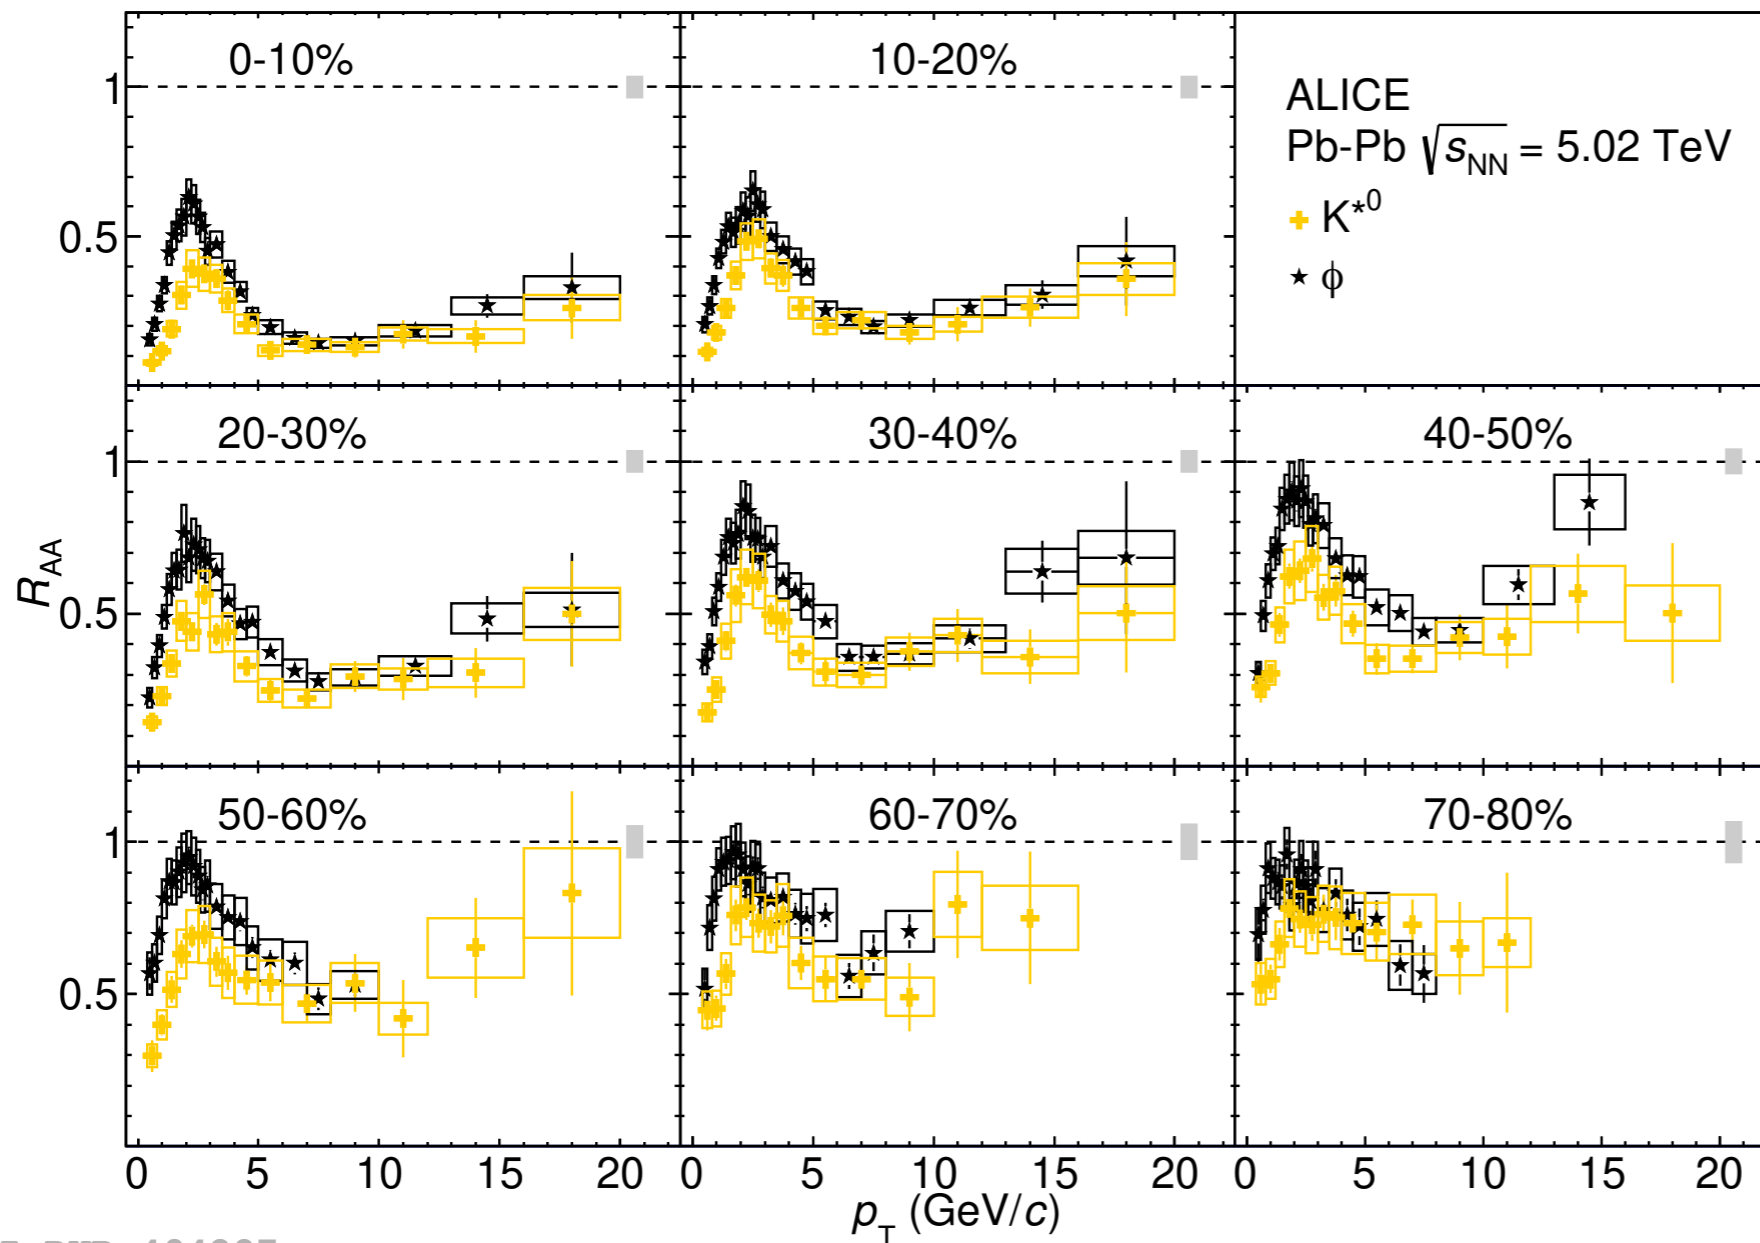 0-10%
10-20%
ALICE
Pb-Pb √sNN = 5.02 TeV
K*0
ϕ
1
0.5
20-30%
30-40%
40-50%
1
0.5
RAA
50-60%
60-70%
70-80%
1
0.5
0 5 10 15 20 0 5 10 15 20 0 5 10 15 20
pT (GeV/c)